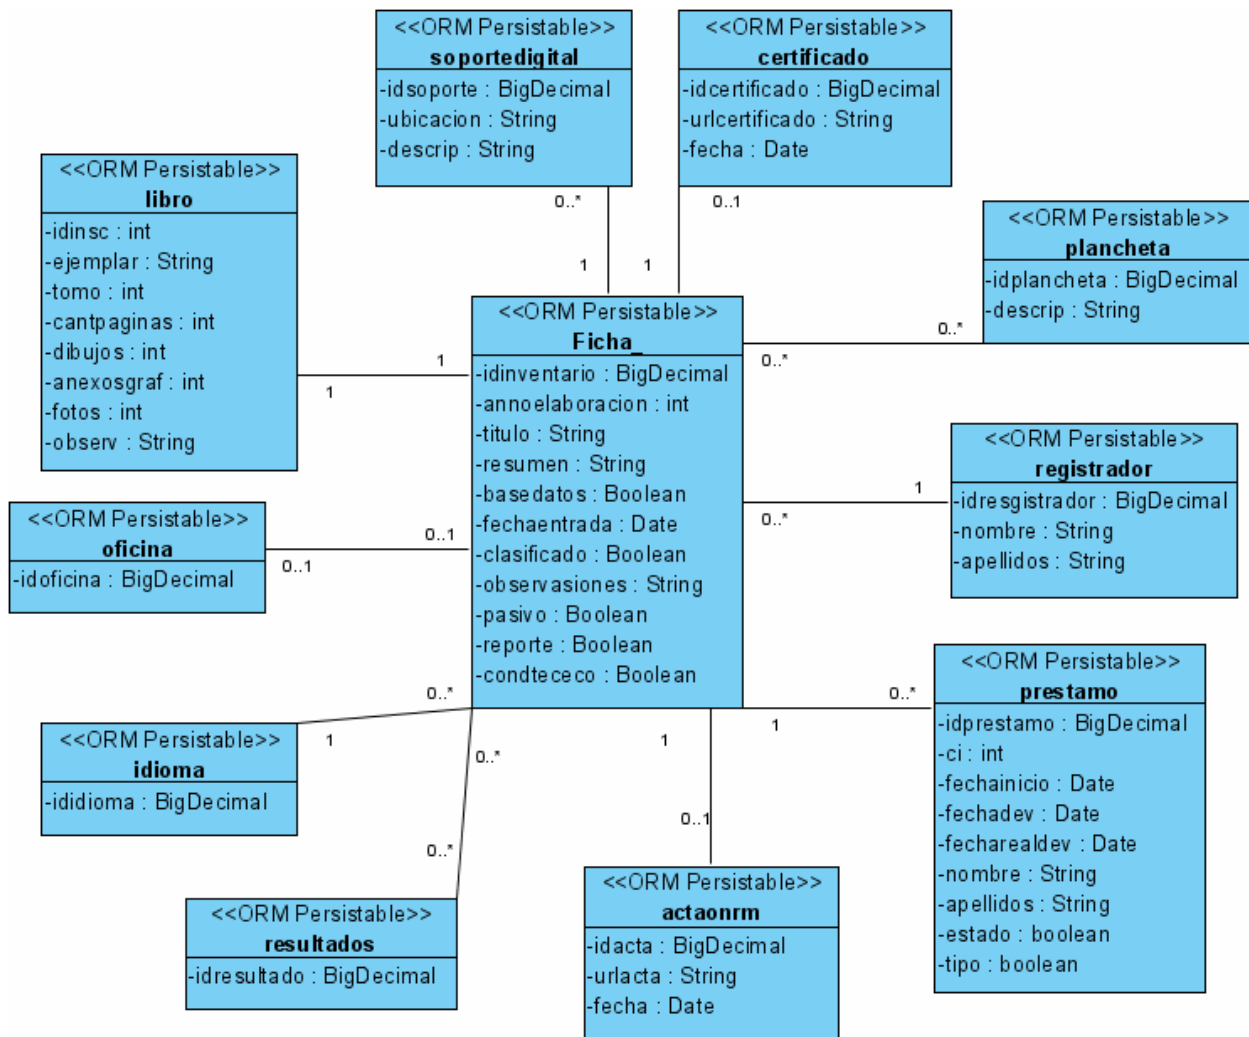 <<ORM Persistable>>
soportedigital
-idsoporte : BigDecimal
-ubicacion : String
-descrip : String
0..*
1
<<ORM Persistable>>
certificado
-idcertificado : BigDecimal
-urlcertificado : String
-fecha : Date
0..1
1
<<ORM Persistable>>
libro
-idinsc : int
-ejemplar : String
-tomo : int
-cantpaginas : int
-dibujos : int
-anexosgraf : int
-fotos : int
-observ : String
1
1
<<ORM Persistable>>
plancheta
-idplancheta : BigDecimal
-descrip : String
0..*
0..*
<<ORM Persistable>>
Ficha_
-idinventario : BigDecimal
-annoelaboracion : int
-titulo : String
-resumen : String
-basedatos : Boolean
-fechaentrada : Date
-clasificado : Boolean
-observasiones : String
-pasivo : Boolean
-reporte : Boolean
-condtececo : Boolean
<<ORM Persistable>>
registrador
-idresgistrador : BigDecimal
-nombre : String
-apellidos : String
1
0..*
<<ORM Persistable>>
oficina
-idoficina : BigDecimal
0..1
0..1
<<ORM Persistable>>
prestamo
-idprestamo : BigDecimal
-ci : int
-fechainicio : Date
-fechadev : Date
-fecharealdev : Date
-nombre : String
-apellidos : String
-estado : boolean
-tipo : boolean
0..*
1
<<ORM Persistable>>
idioma
-ididioma : BigDecimal
0..*
1
0..*
0..*
<<ORM Persistable>>
resultados
-idresultado : BigDecimal
1
0..1
<<ORM Persistable>>
actaonrm
-idacta : BigDecimal
-urlacta : String
-fecha : Date